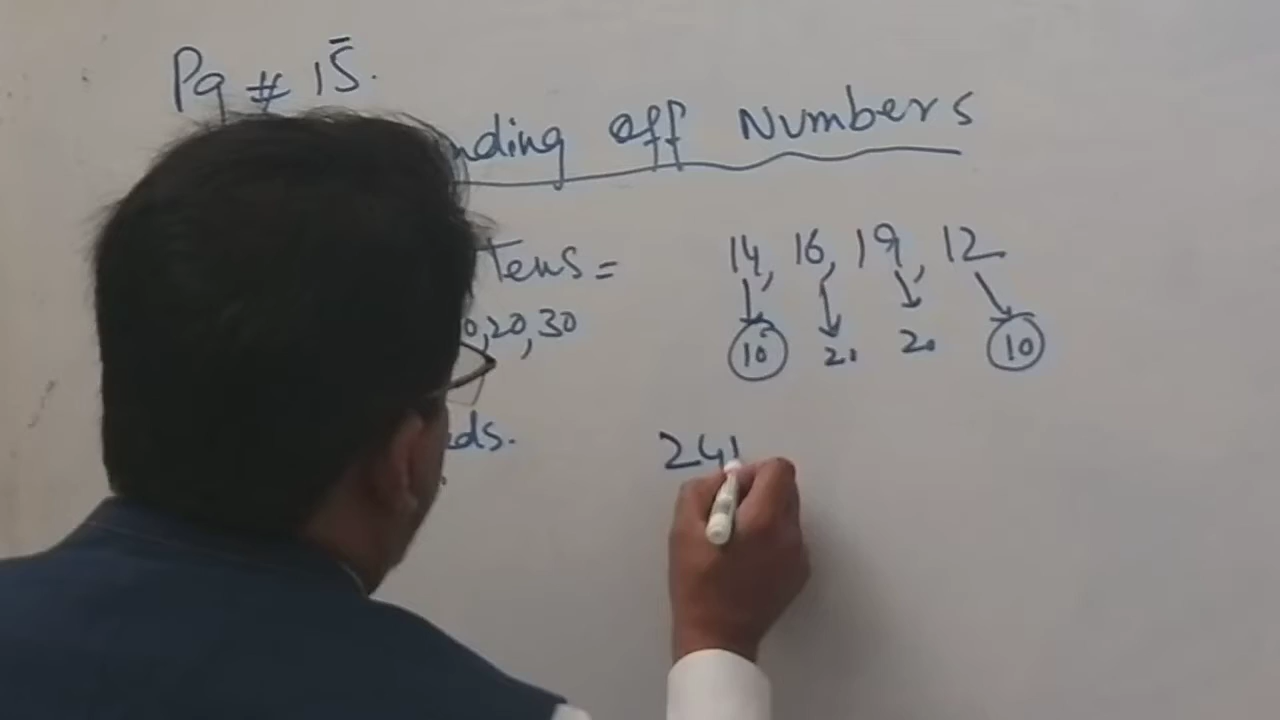 Pg # 15.
nding off Numbers
Tens = 14, 16, 19, 12
0,20,30 10 20 20 10
ds. 241